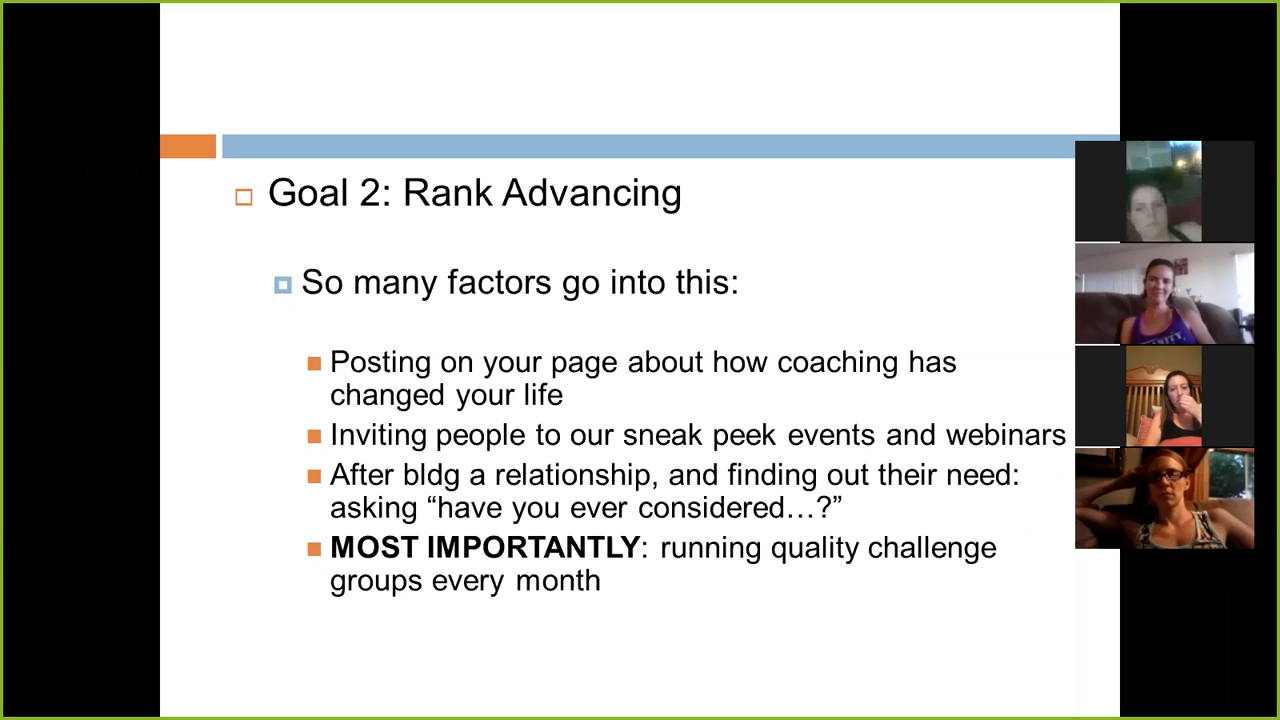 Goal 2: Rank Advancing
So many factors go into this:
Posting on your page about how coaching has
changed your life
Inviting people to our sneak peek events and webinars
After bldg a relationship, and finding out their need:
asking “have you ever considered…?”
MOST IMPORTANTLY: running quality challenge
groups every month